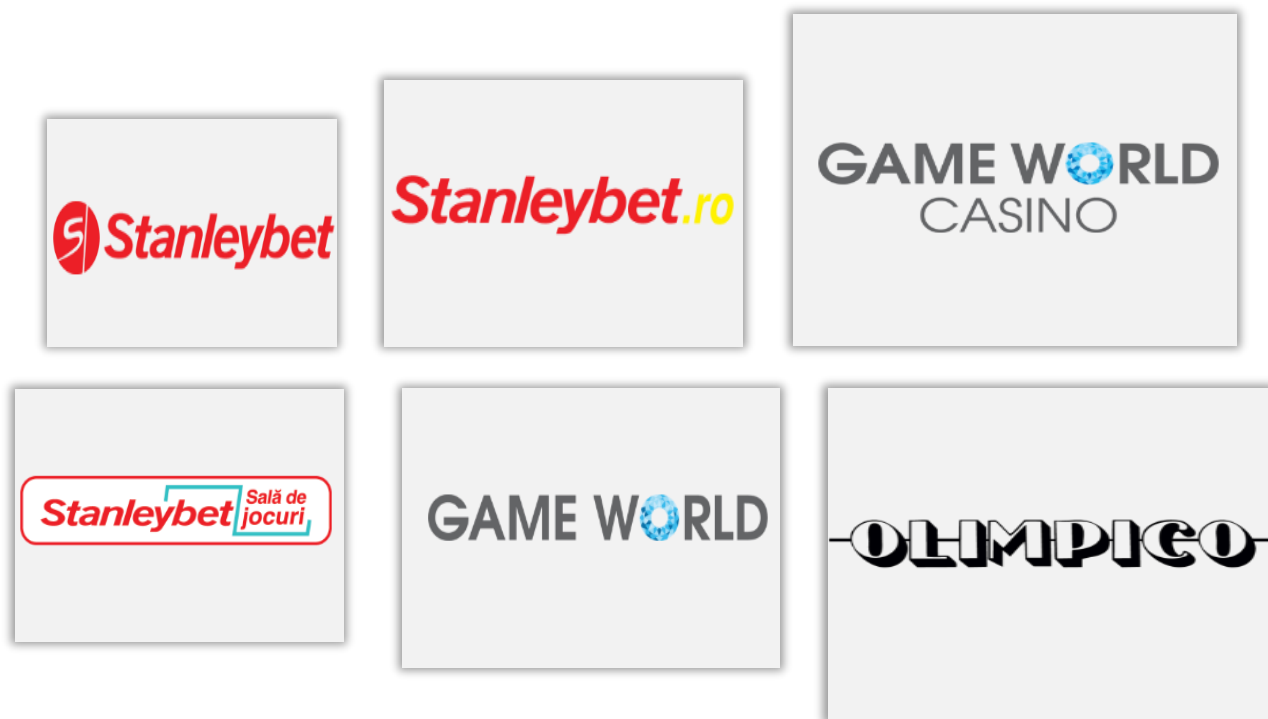 Stanleybet
Stanleybet.ro
GAME WORLD
CASINO
Stanleybet Sală de
jocuri
GAME WORLD
OLIMPICO